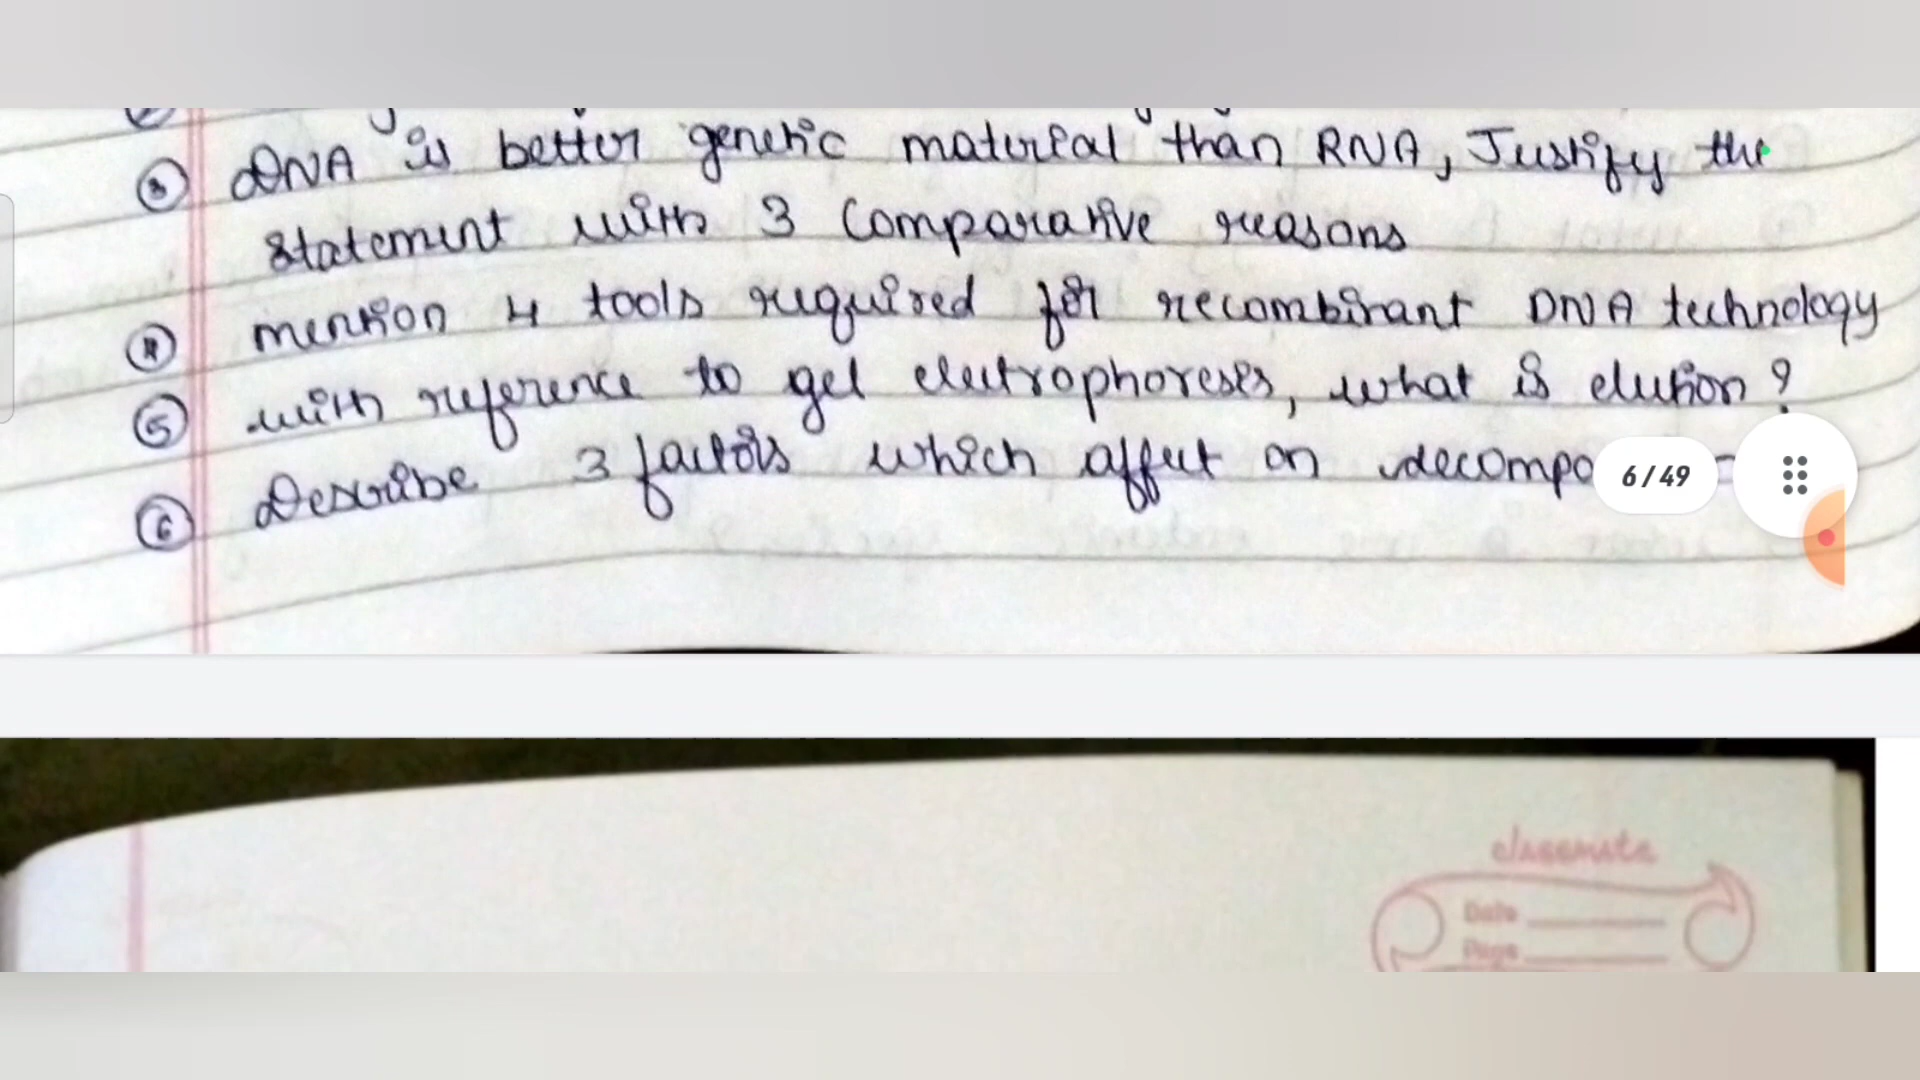 3 DNA is better genetic material than RNA, Justify the
statement with 3 Comparative reasons
4 mention 4 tools required for recombinant DNA technology
5 with reference to gel electrophoreses, what is elution?
6 Describe 3 factors which affect on decompo
6/49
classmate
Date
Page